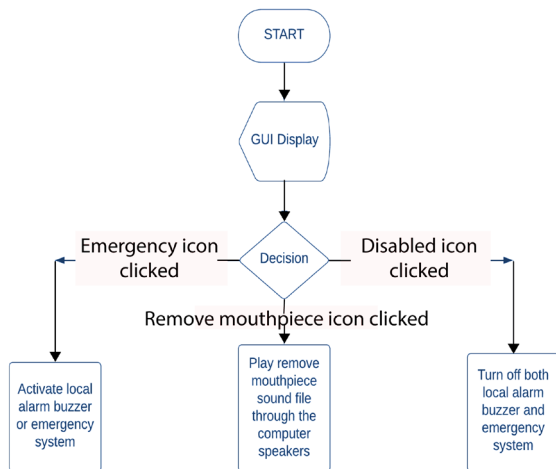 START
GUI Display
Emergency icon
clicked
Decision
Disabled icon
clicked
Remove mouthpiece icon clicked
Activate local
alarm buzzer
or emergency
system
Play remove
mouthpiece
sound file
through the
computer
speakers
Turn off both
local alarm
buzzer and
emergency
system